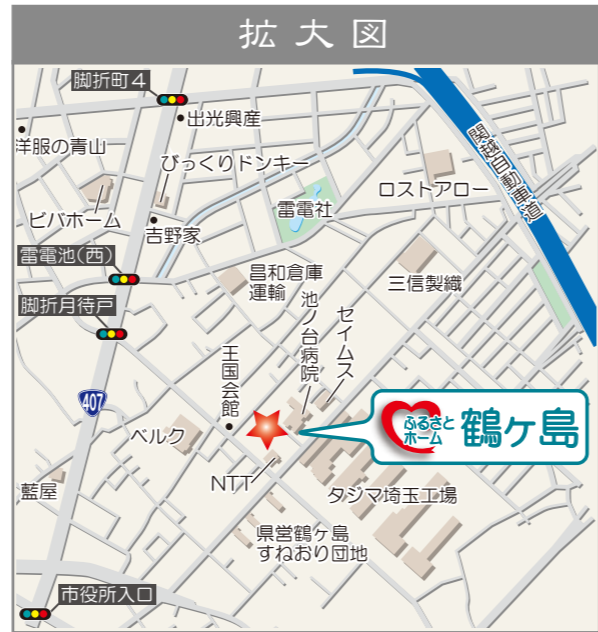 拡大図
脚折町4
出光興産
洋服の青山
びっくりドンキー
関越自動車道
ロストアロー
雷電社
ビバホーム
吉野家
雷電池(西)
昌和倉庫
運輸
三信製織
脚折月待戸
池ノ台病院
セイムス
王国会館
407
ふるさと
ホーム
鶴ヶ島
ベルク
NTT
藍屋
タジマ埼玉工場
県営鶴ヶ島
すねおり団地
市役所入口